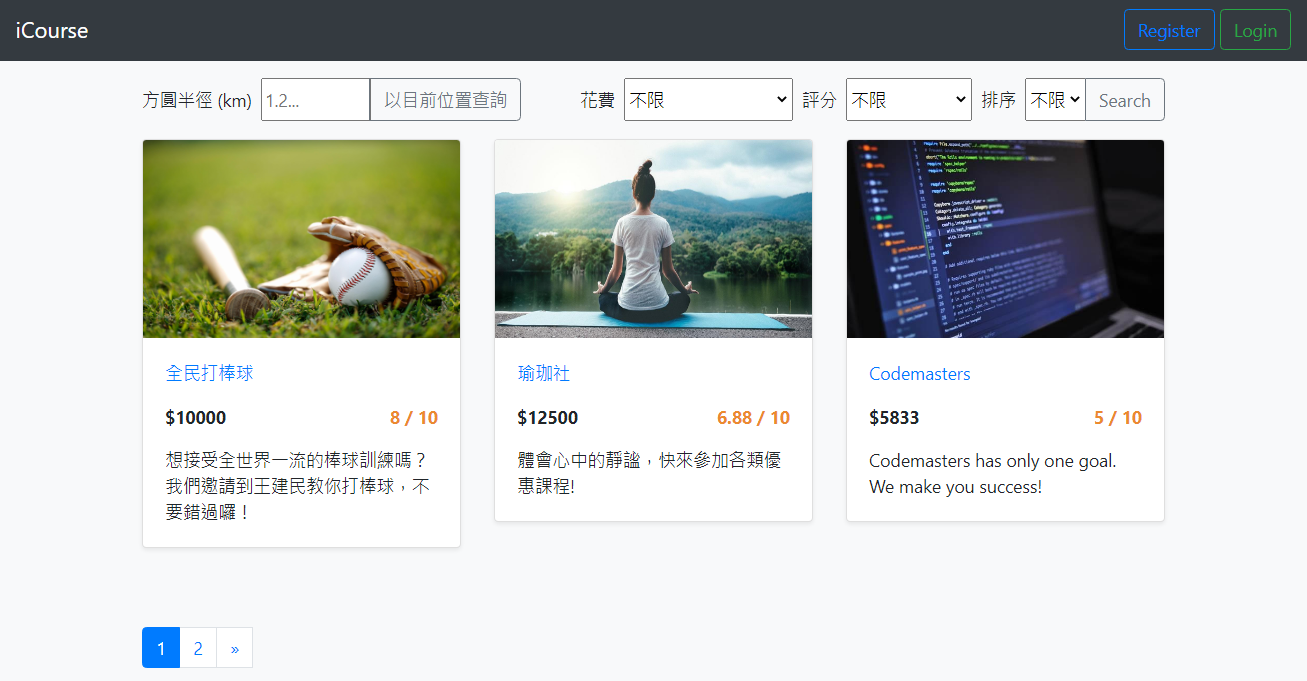 iCourse Register Login
方圓半徑 (km) 1.2... 以目前位置查詢 花費 不限 評分 不限 排序 不限 Search
全民打棒球
$10000 8 / 10
想接受全世界一流的棒球訓練嗎？
我們邀請到王建民教你打棒球，不
要錯過囉！
瑜珈社
$12500 6.88 / 10
體會心中的靜謐，快來參加各類優
惠課程!
Codemasters
$5833 5 / 10
Codemasters has only one goal.
We make you success!
1 2 »